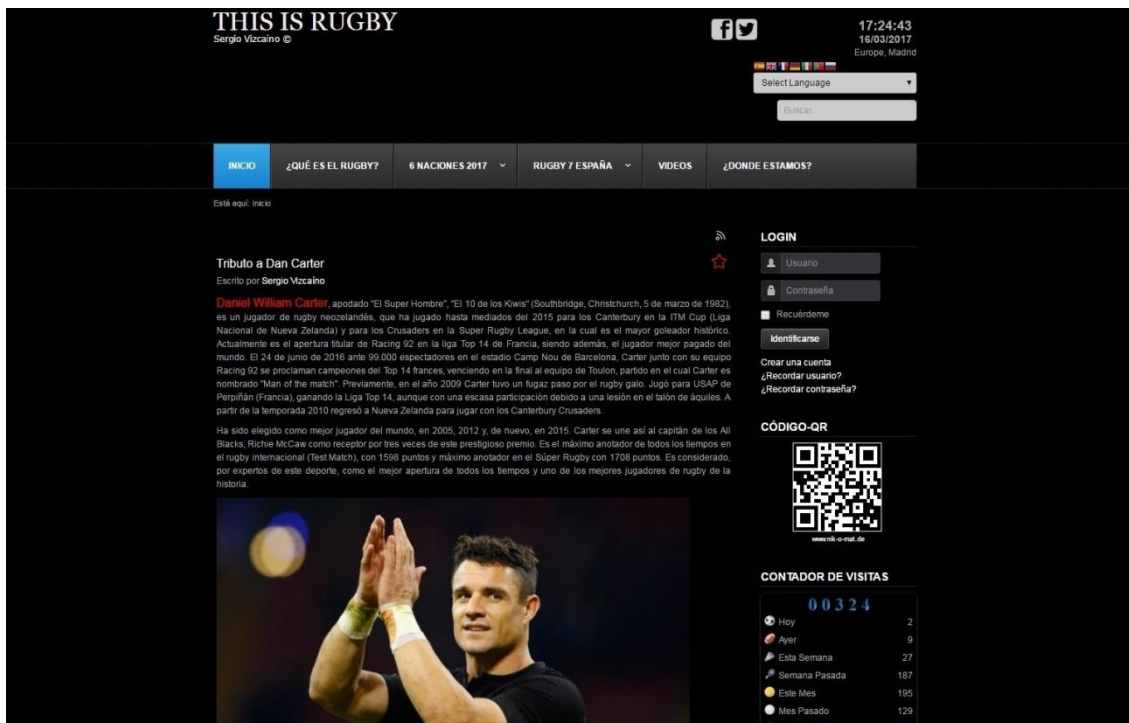 THIS IS RUGBY
Sergio Vizcaíno ©
17:24:43
16/03/2017
Europe, Madrid
Select Language
Buscar...
INICIO
¿QUÉ ES EL RUGBY?
6 NACIONES 2017
RUGBY 7 ESPAÑA
VIDEOS
¿DONDE ESTAMOS?
Está aquí: Inicio
Tributo a Dan Carter
Escrito por Sergio Vizcaíno
Daniel William Carter, apodado "El Super Hombre", "El 10 de los Kiwis" (Southbridge, Christchurch, 5 de marzo de 1982),
es un jugador de rugby neozelandés, que ha jugado hasta mediados del 2015 para los Canterbury en la ITM Cup (Liga
Nacional de Nueva Zelanda) y para los Crusaders en la Super Rugby League, en la cual es el mayor goleador histórico.
Actualmente es el apertura titular de Racing 92 en la liga Top 14 de Francia, siendo además, el jugador mejor pagado del
mundo. El 24 de junio de 2016 ante 99.000 espectadores en el estadio Camp Nou de Barcelona, Carter junto con su equipo
Racing 92 se proclaman campeones del Top 14 frances, venciendo en la final al equipo de Toulon, partido en el cual Carter es
nombrado "Man of the match". Previamente, en el año 2009 Carter tuvo un fugaz paso por el rugby galo. Jugó para USAP de
Perpiñán (Francia), ganando la Liga Top 14, aunque con una escasa participación debido a una lesión en el talón de áquiles. A
partir de la temporada 2010 regresó a Nueva Zelanda para jugar con los Canterbury Crusaders.
Ha sido elegido como mejor jugador del mundo, en 2005, 2012 y, de nuevo, en 2015. Carter se une así al capitán de los All
Blacks, Richie McCaw como receptor por tres veces de este prestigioso premio. Es el máximo anotador de todos los tiempos en
el rugby internacional (Test Match), con 1598 puntos y máximo anotador en el Súper Rugby con 1708 puntos. Es considerado,
por expertos de este deporte, como el mejor apertura de todos los tiempos y uno de los mejores jugadores de rugby de la
historia.
LOGIN
Usuario
Contraseña
Recuérdeme
Identificarse
Crear una cuenta
¿Recordar usuario?
¿Recordar contraseña?
CÓDIGO-QR
www.nik-o-mat.de
CONTADOR DE VISITAS
00324
Hoy 2
Ayer 9
Esta Semana 27
Semana Pasada 187
Este Mes 195
Mes Pasado 129